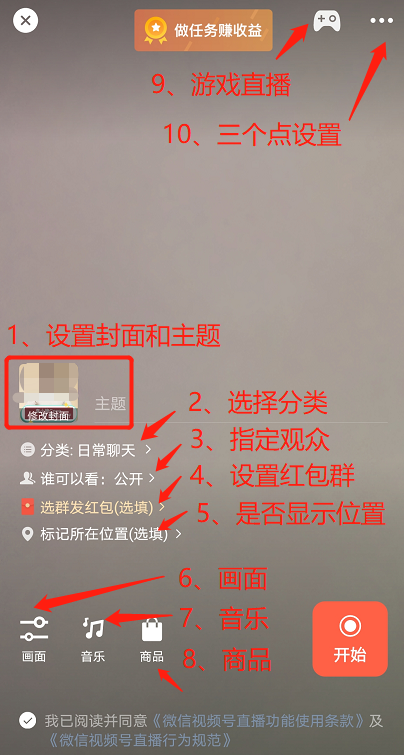 做任务赚收益
9、游戏直播
10、三个点设置
1、设置封面和主题
修改封面
主题
2、选择分类
分类: 日常聊天
3、指定观众
谁可以看: 公开
4、设置红包群
选群发红包(选填)
5、是否显示位置
标记所在位置(选填)
6、画面
7、音乐
8、商品
画面
音乐
商品
开始
我已阅读并同意《微信视频号直播功能使用条款》及
《微信视频号直播行为规范》